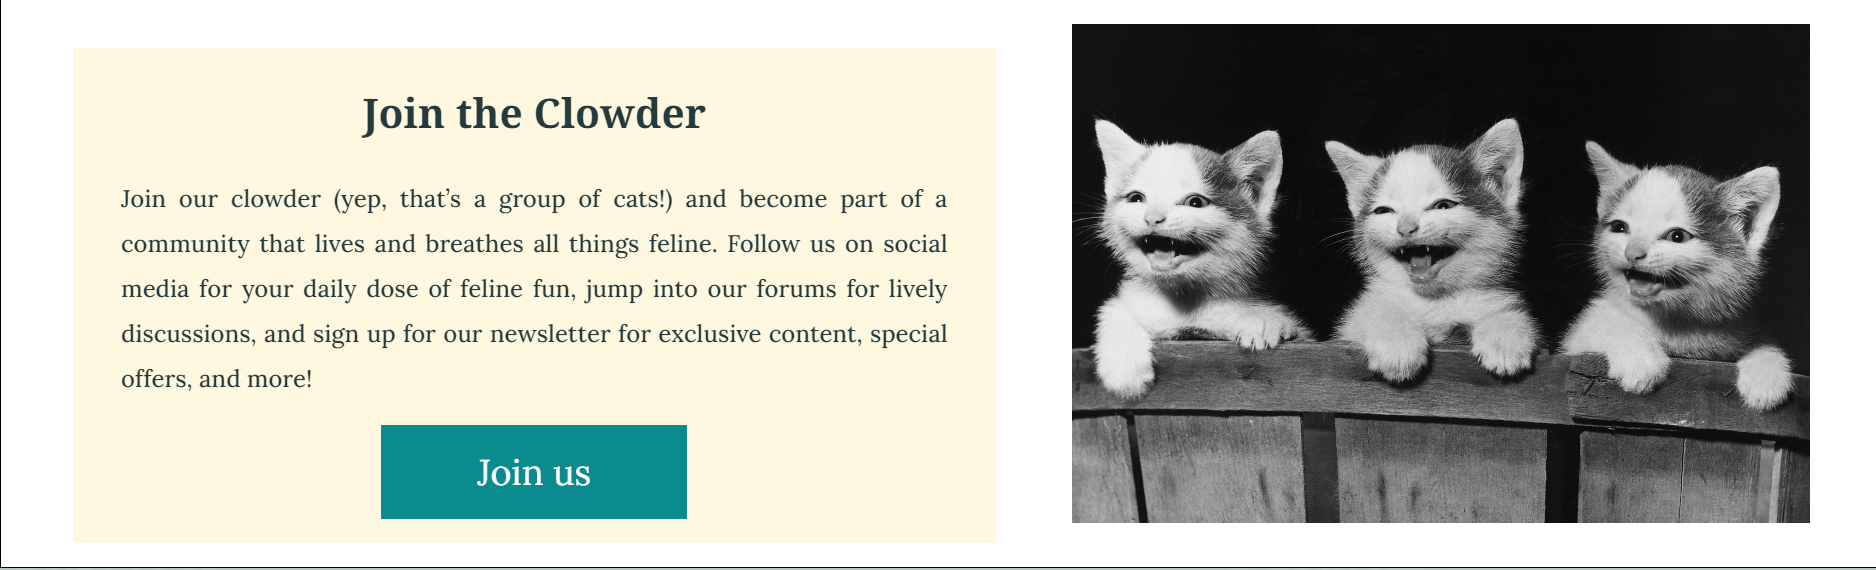 Join the Clowder
Join our clowder (yep, that’s a group of cats!) and become part of a
community that lives and breathes all things feline. Follow us on social
media for your daily dose of feline fun, jump into our forums for lively
discussions, and sign up for our newsletter for exclusive content, special
offers, and more!
Join us